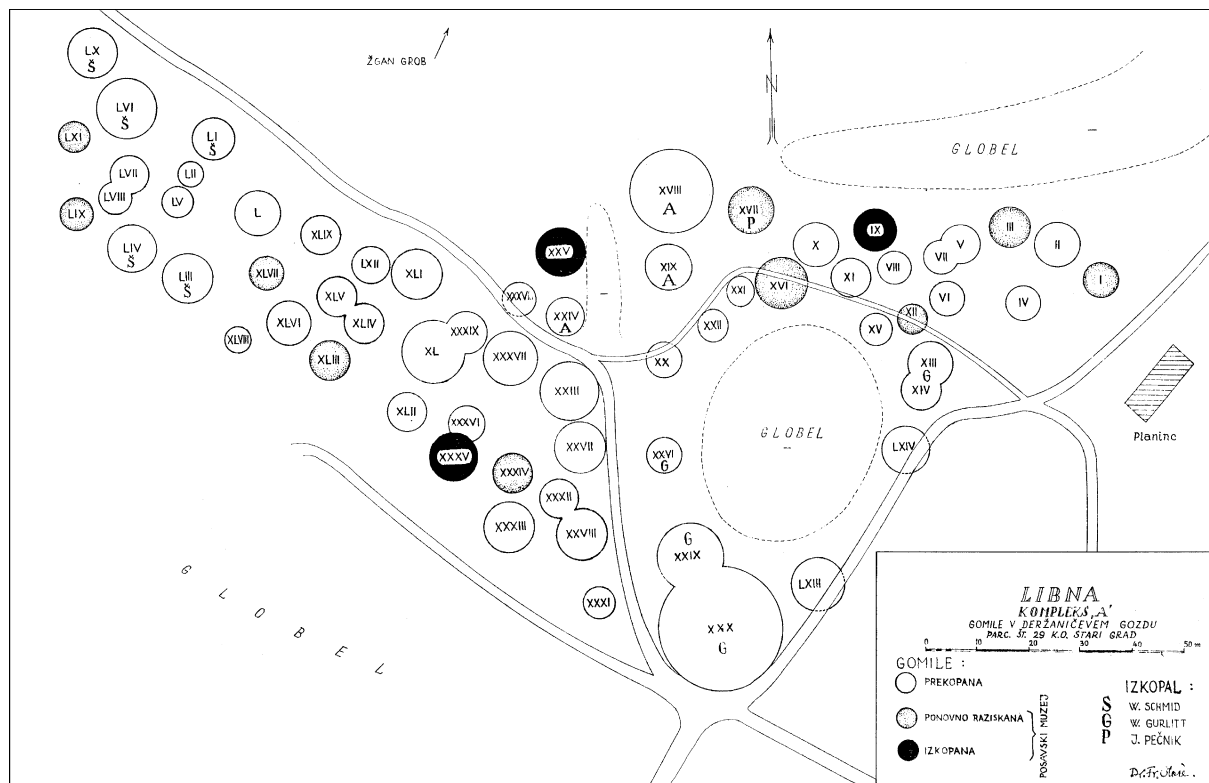 ŽGAN GROB
N
GLOBEL
LX
Š
LVI
Š
LXI
LI
Š
LVII
LII
LVIII
LV
LIX
L
LIV
Š
XLIX
LIII
Š
XLVII
LXII
XLI
XLV
XLVI
XLIV
XLVIII
XLIII
XXXIX
XL
XXXVII
XXV
XXIV
A
XVIII
A
XVII
P
XIX
A
XXI
XVI
XXII
XX
X
IX
XI
VIII
VII
V
III
II
I
VI
IV
XII
XV
XIII
G
XIV
XXIII
XLII
XXXVI
XXXV
XXVII
XXXIV
XXVI
G
GLOBEL
LXIV
Planina
XXXII
XXXIII
XXVIII
XXXI
G
XXIX
XXX
G
LXIII
GLOBEL
LIBNA
KOMPLEKS „A"
GOMILE V DERŽANIČEVEM GOZDU
PARC. ŠT. 29 K.O. STARI GRAD
0 10 20 30 40 50 m
GOMILE :
PREKOPANA
PONOVNO RAZISKANA
IZKOPANA
POSAVSKI MUZEJ
IZKOPAL :
S W. SCHMID
G W. GURLITT
P J. PEČNIK